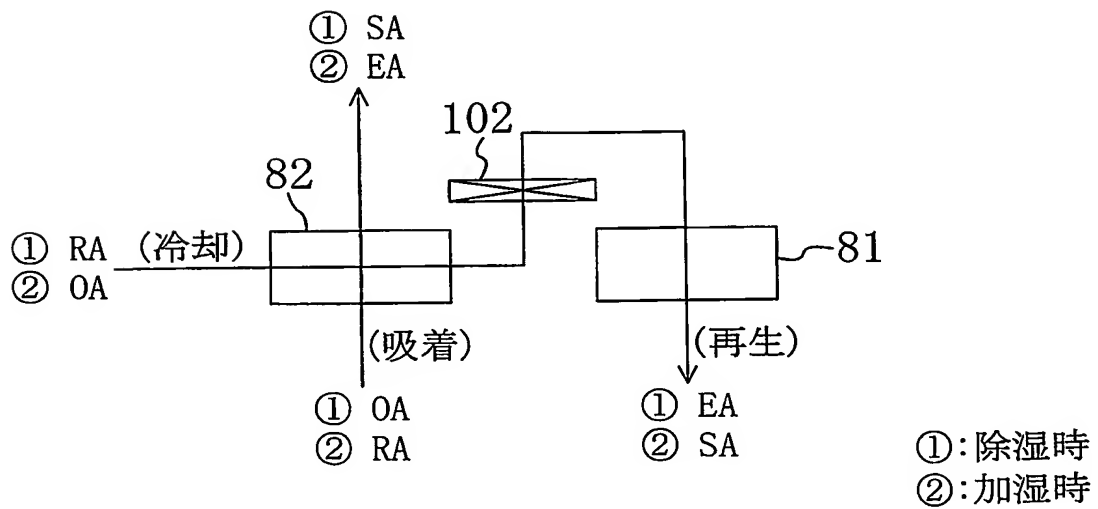 ① SA
② EA
102
82
① RA (冷却)
② OA
81
(吸着)
(再生)
① OA
② RA
① EA
② SA
①:除湿時
②:加湿時